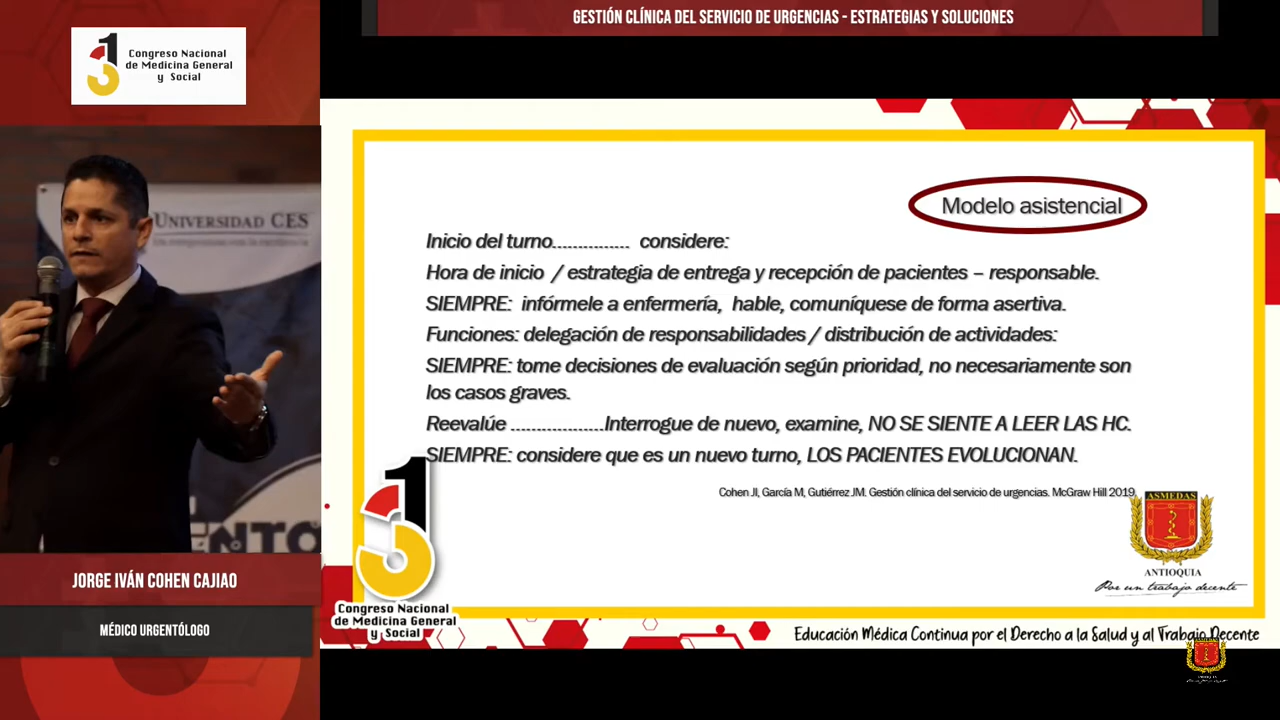 GESTIÓN CLÍNICA DEL SERVICIO DE URGENCIAS - ESTRATEGIAS Y SOLUCIONES
Congreso Nacional
de Medicina General
y Social
UNIVERSIDAD CES
Modelo asistencial
Inicio del turno............... considere:
Hora de inicio / estrategia de entrega y recepción de pacientes – responsable.
SIEMPRE: infórmele a enfermería, hable, comuníquese de forma asertiva.
Funciones: delegación de responsabilidades / distribución de actividades:
SIEMPRE: tome decisiones de evaluación según prioridad, no necesariamente son
los casos graves.
Reevalúe ..................Interrogue de nuevo, examine, NO SE SIENTE A LEER LAS HC.
SIEMPRE: considere que es un nuevo turno, LOS PACIENTES EVOLUCIONAN.
Cohen JI, García M, Gutiérrez JM. Gestión clínica del servicio de urgencias. McGraw Hill 2019.
ASMEDAS
ANTIOQUIA
Por un trabajo decente
13
Congreso Nacional
de Medicina General
y Social
Educación Médica Continua por el Derecho a la Salud y al Trabajo Decente
JORGE IVÁN COHEN CAJIAO
MÉDICO URGENTÓLOGO